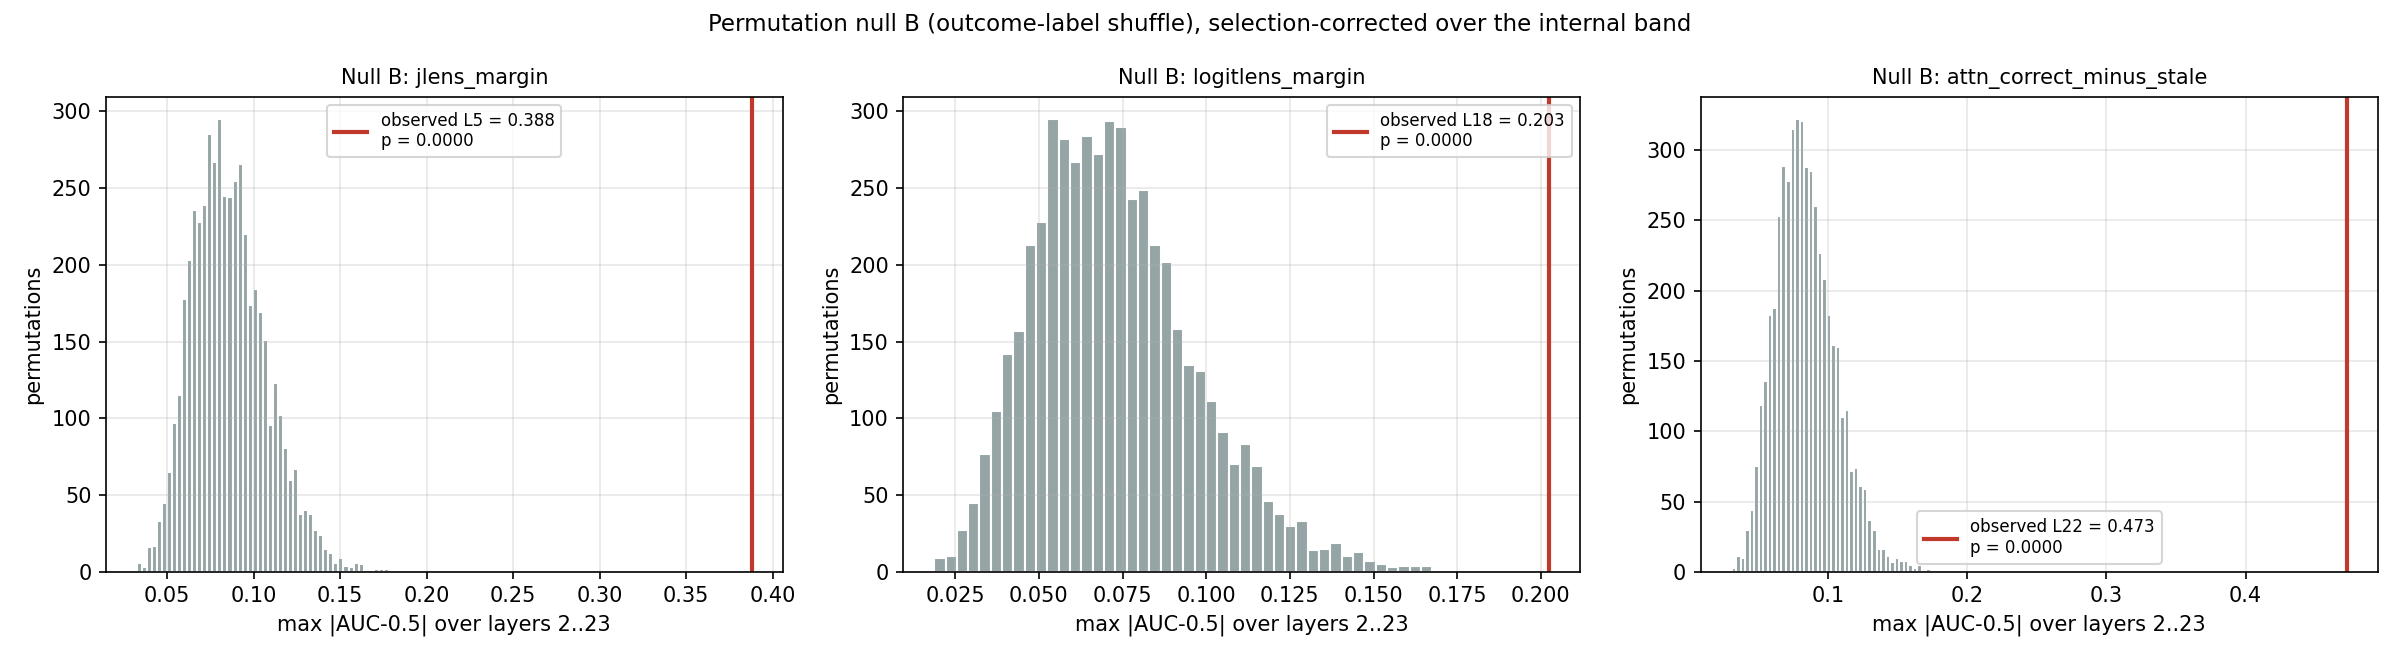 Permutation null B (outcome-label shuffle), selection-corrected over the internal band
Null B: jlens_margin
300
250
200
150
100
50
0
permutations
observed L5 = 0.388
p = 0.0000
0.05 0.10 0.15 0.20 0.25 0.30 0.35 0.40
max |AUC-0.5| over layers 2..23
Null B: logitlens_margin
300
250
200
150
100
50
0
permutations
observed L18 = 0.203
p = 0.0000
0.025 0.050 0.075 0.100 0.125 0.150 0.175 0.200
max |AUC-0.5| over layers 2..23
Null B: attn_correct_minus_stale
300
250
200
150
100
50
0
permutations
observed L22 = 0.473
p = 0.0000
0.1 0.2 0.3 0.4
max |AUC-0.5| over layers 2..23